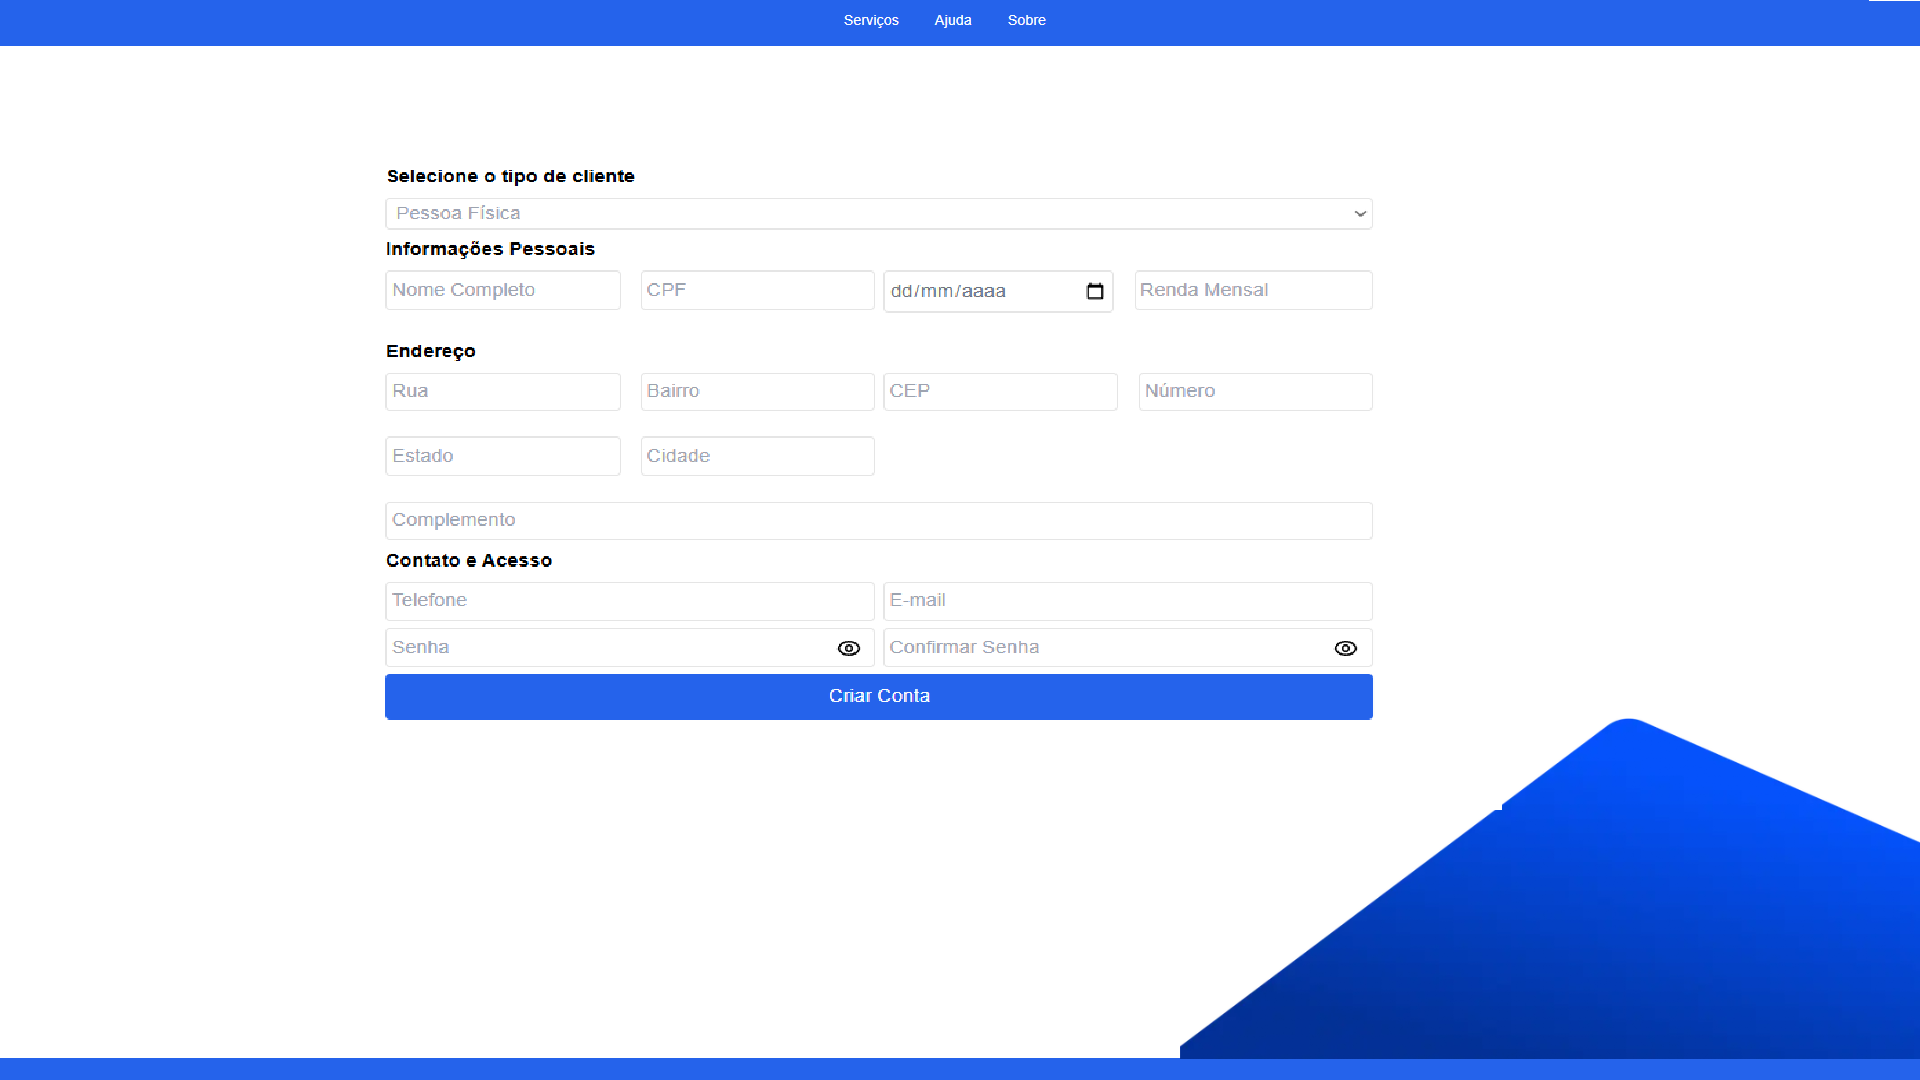 Serviços Ajuda Sobre
Selecione o tipo de cliente
Pessoa Física
Informações Pessoais
Nome Completo CPF dd/mm/aaaa Renda Mensal
Endereço
Rua Bairro CEP Número
Estado Cidade
Complemento
Contato e Acesso
Telefone E-mail
Senha Confirmar Senha
Criar Conta